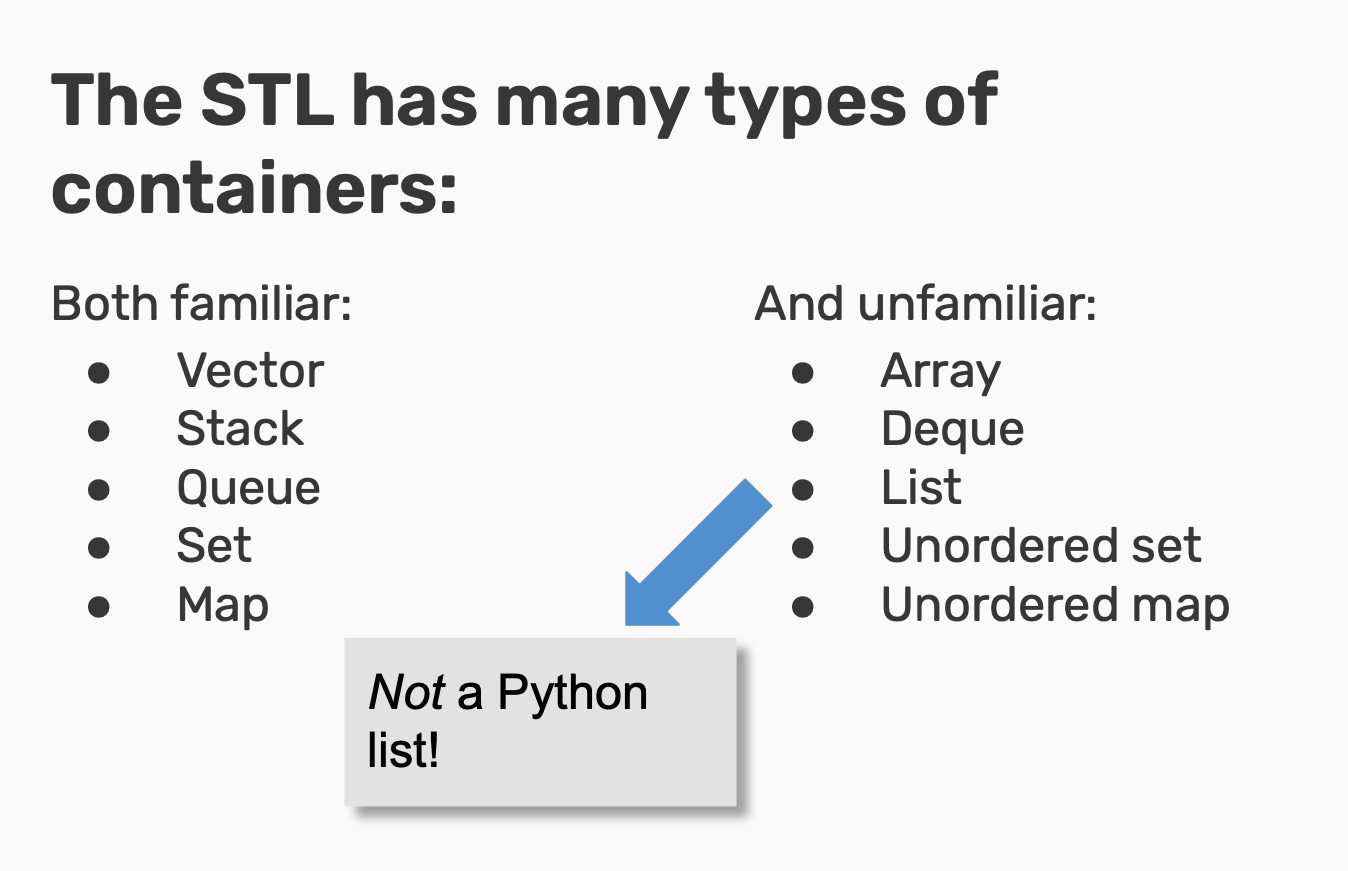 The STL has many types of
containers:
Both familiar:
● Vector
● Stack
● Queue
● Set
● Map
And unfamiliar:
● Array
● Deque
● List
● Unordered set
● Unordered map
Not a Python
list!